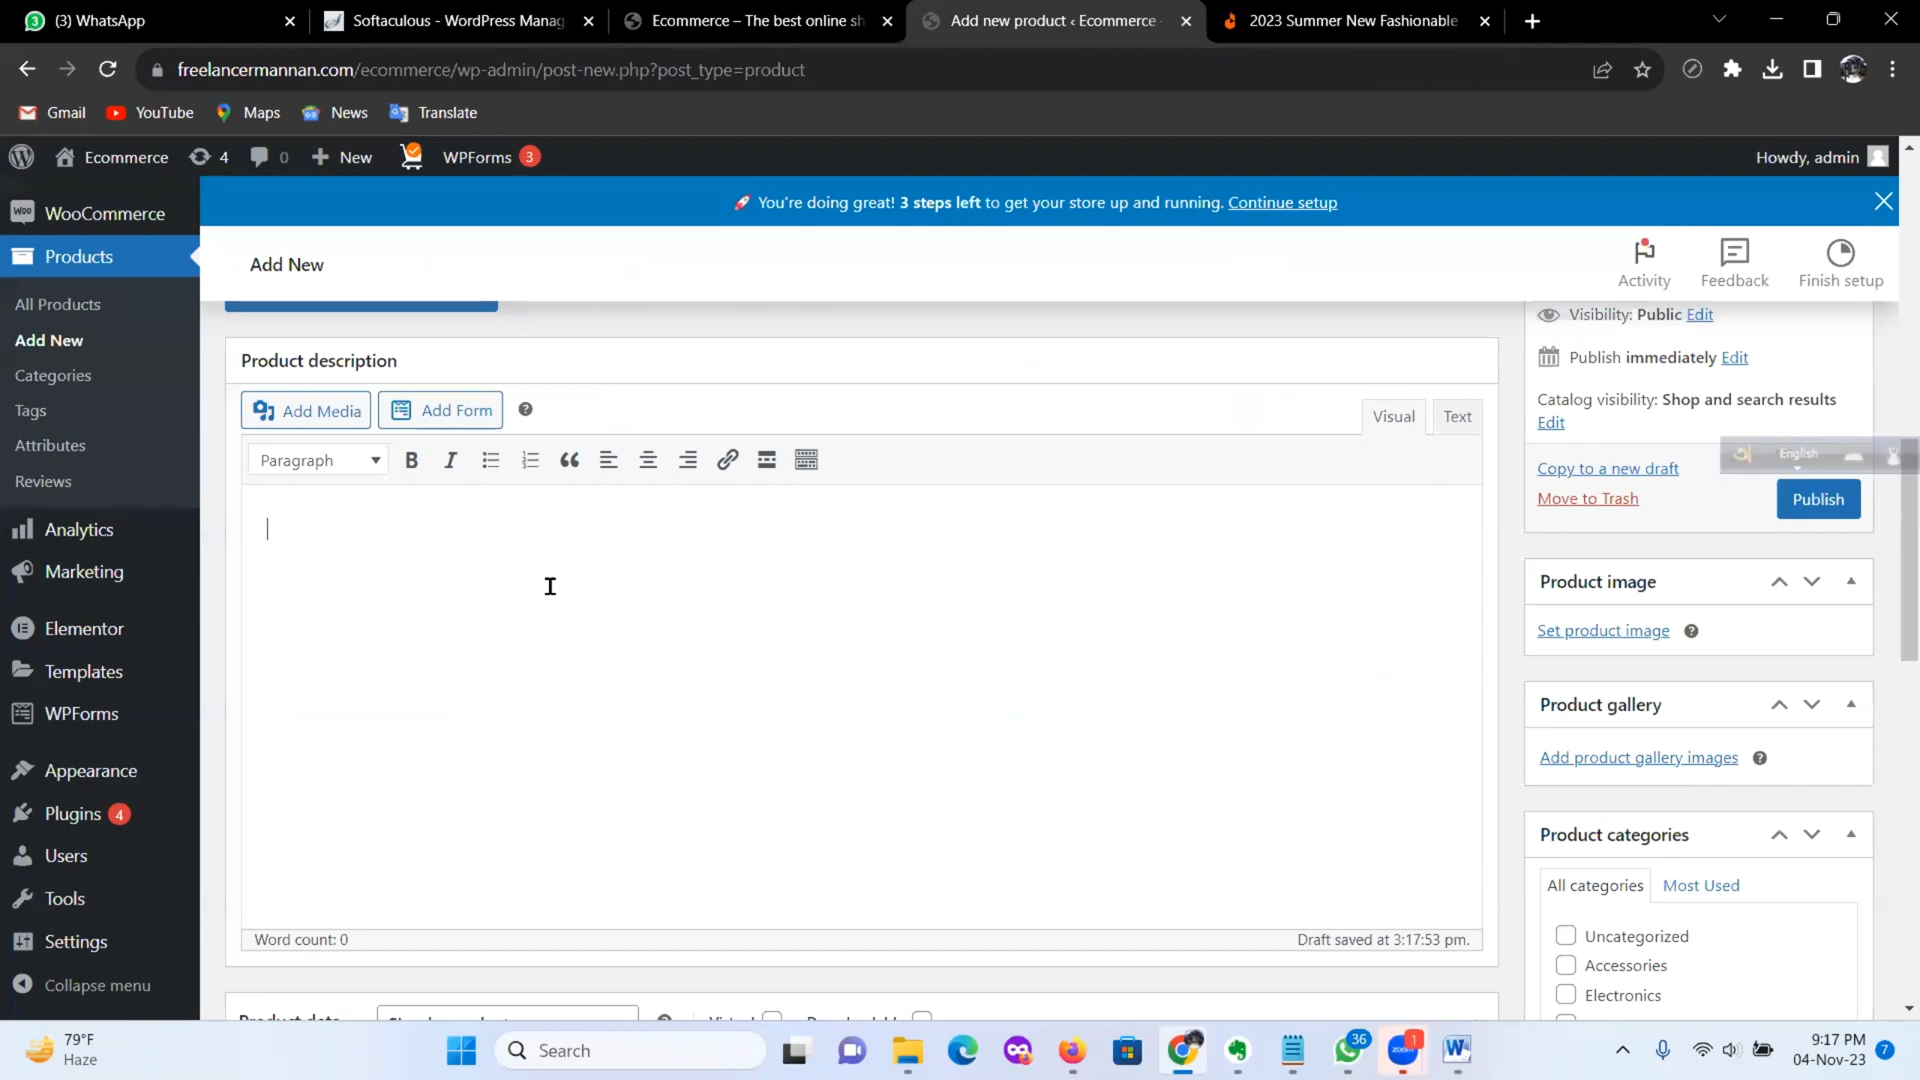 (3) WhatsApp
Softaculous - WordPress Manag
Ecommerce – The best online sh
Add new product ‹ Ecommerce
2023 Summer New Fashionable
freelancermannan.com/ecommerce/wp-admin/post-new.php?post_type=product
Gmail YouTube Maps News Translate
Ecommerce 4 0 New WPForms 3 Howdy, admin
Woo WooCommerce
🚀 You're doing great! 3 steps left to get your store up and running. Continue setup
Products
Add New
Activity Feedback Finish setup
All Products
Add New
Categories
Tags
Attributes
Reviews
Analytics
Marketing
Elementor
Templates
WPForms
Appearance
Plugins 4
Users
Tools
Settings
Collapse menu
Product description
Add Media Add Form
Visual Text
Paragraph
Word count: 0
Draft saved at 3:17:53 pm.
Visibility: Public Edit
Publish immediately Edit
Catalog visibility: Shop and search results
Edit
English
Copy to a new draft
Move to Trash
Publish
Product image
Set product image
Product gallery
Add product gallery images
Product categories
All categories Most Used
Uncategorized
Accessories
Electronics
79°F
Haze
Search
36
zoom 1
9:17 PM
04-Nov-23
7